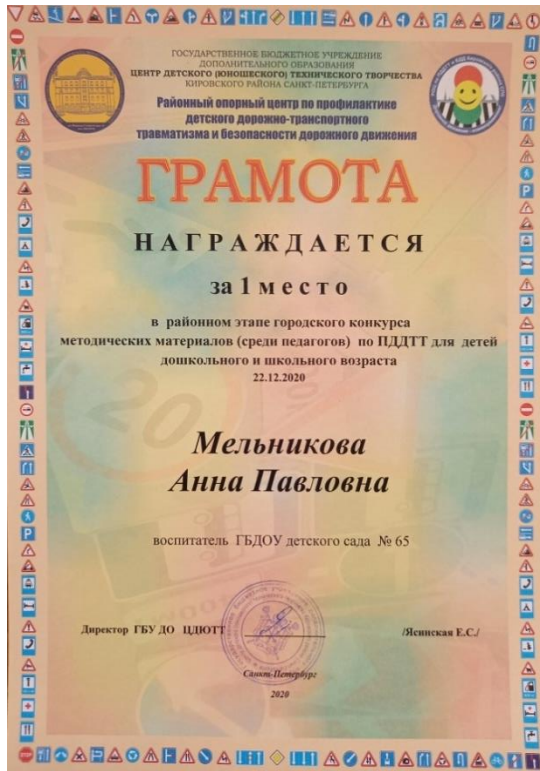 ГОСУДАРСТВЕННОЕ БЮДЖЕТНОЕ УЧРЕЖДЕНИЕ
ДОПОЛНИТЕЛЬНОГО ОБРАЗОВАНИЯ
ЦЕНТР ДЕТСКОГО (ЮНОШЕСКОГО) ТЕХНИЧЕСКОГО ТВОРЧЕСТВА
КИРОВСКОГО РАЙОНА САНКТ-ПЕТЕРБУРГА
Районный опорный центр по профилактике
детского дорожно-транспортного
травматизма и безопасности дорожного движения
ГРАМОТА
НАГРАЖДАЕТСЯ
за 1 место
в районном этапе городского конкурса
методических материалов (среди педагогов) по ПДДТТ для детей
дошкольного и школьного возраста
22.12.2020
Мельникова
Анна Павловна
воспитатель ГБДОУ детского сада № 65
Директор ГБУ ДО ЦДЮТТ /Ясинская Е.С./
Санкт-Петербург
2020